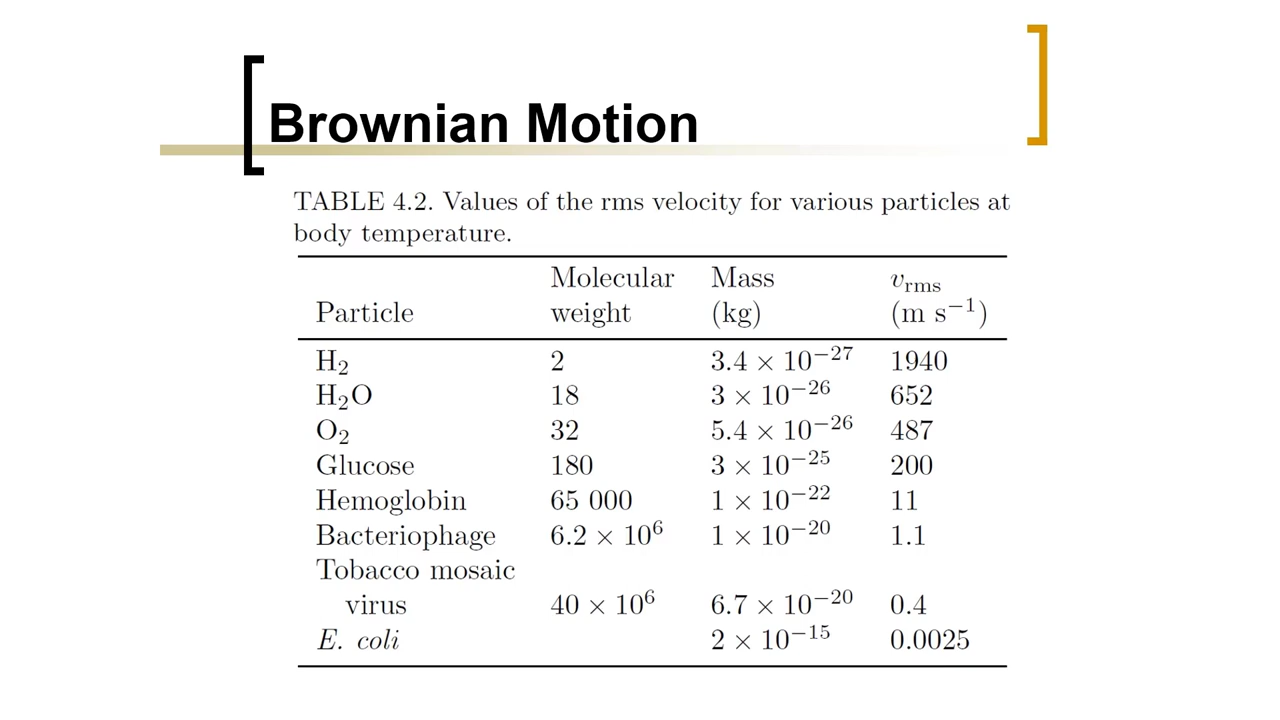 Brownian Motion
TABLE 4.2. Values of the rms velocity for various particles at
body temperature.
Molecular Mass v_rms
Particle weight (kg) (m s⁻¹)
H₂ 2 3.4 × 10⁻²⁷ 1940
H₂O 18 3 × 10⁻²⁶ 652
O₂ 32 5.4 × 10⁻²⁶ 487
Glucose 180 3 × 10⁻²⁵ 200
Hemoglobin 65 000 1 × 10⁻²² 11
Bacteriophage 6.2 × 10⁶ 1 × 10⁻²⁰ 1.1
Tobacco mosaic
virus 40 × 10⁶ 6.7 × 10⁻²⁰ 0.4
E. coli 2 × 10⁻¹⁵ 0.0025